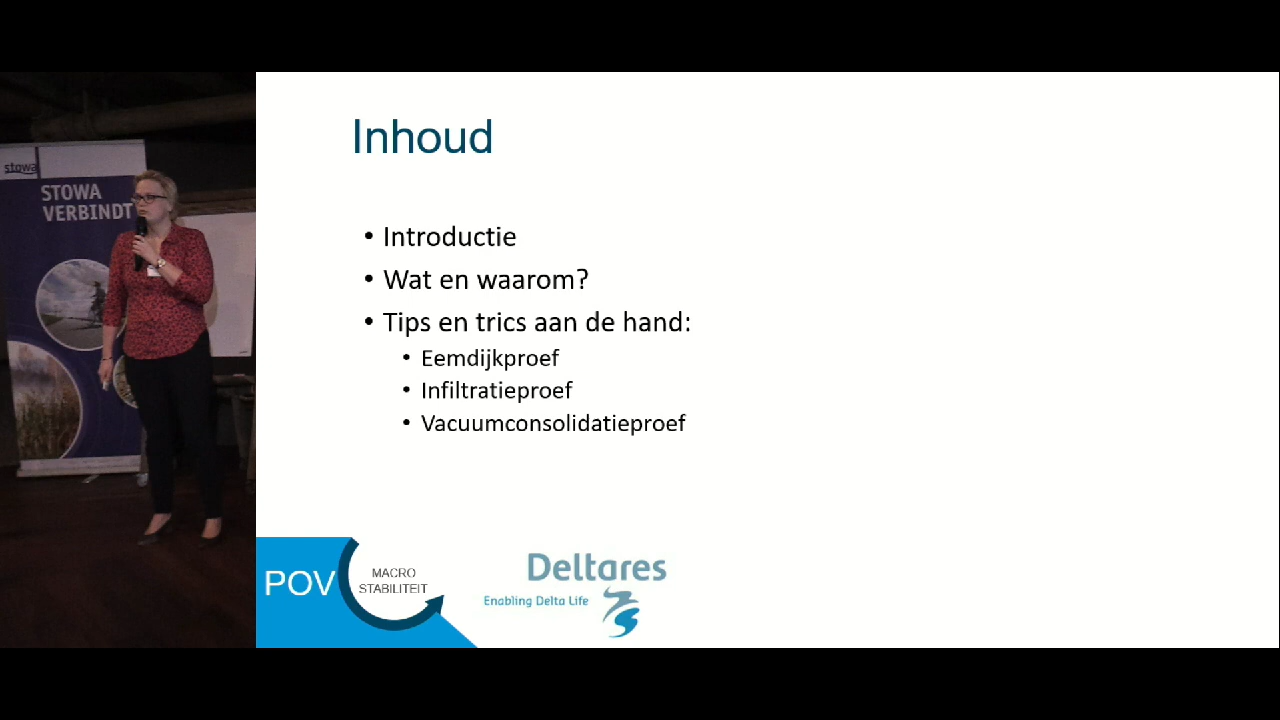 stowa
STOWA
VERBINDT
Inhoud
• Introductie
• Wat en waarom?
• Tips en trics aan de hand:
• Eemdijkproef
• Infiltratieproef
• Vacuumconsolidatieproef
POV
MACRO
STABILITEIT
Deltares
Enabling Delta Life